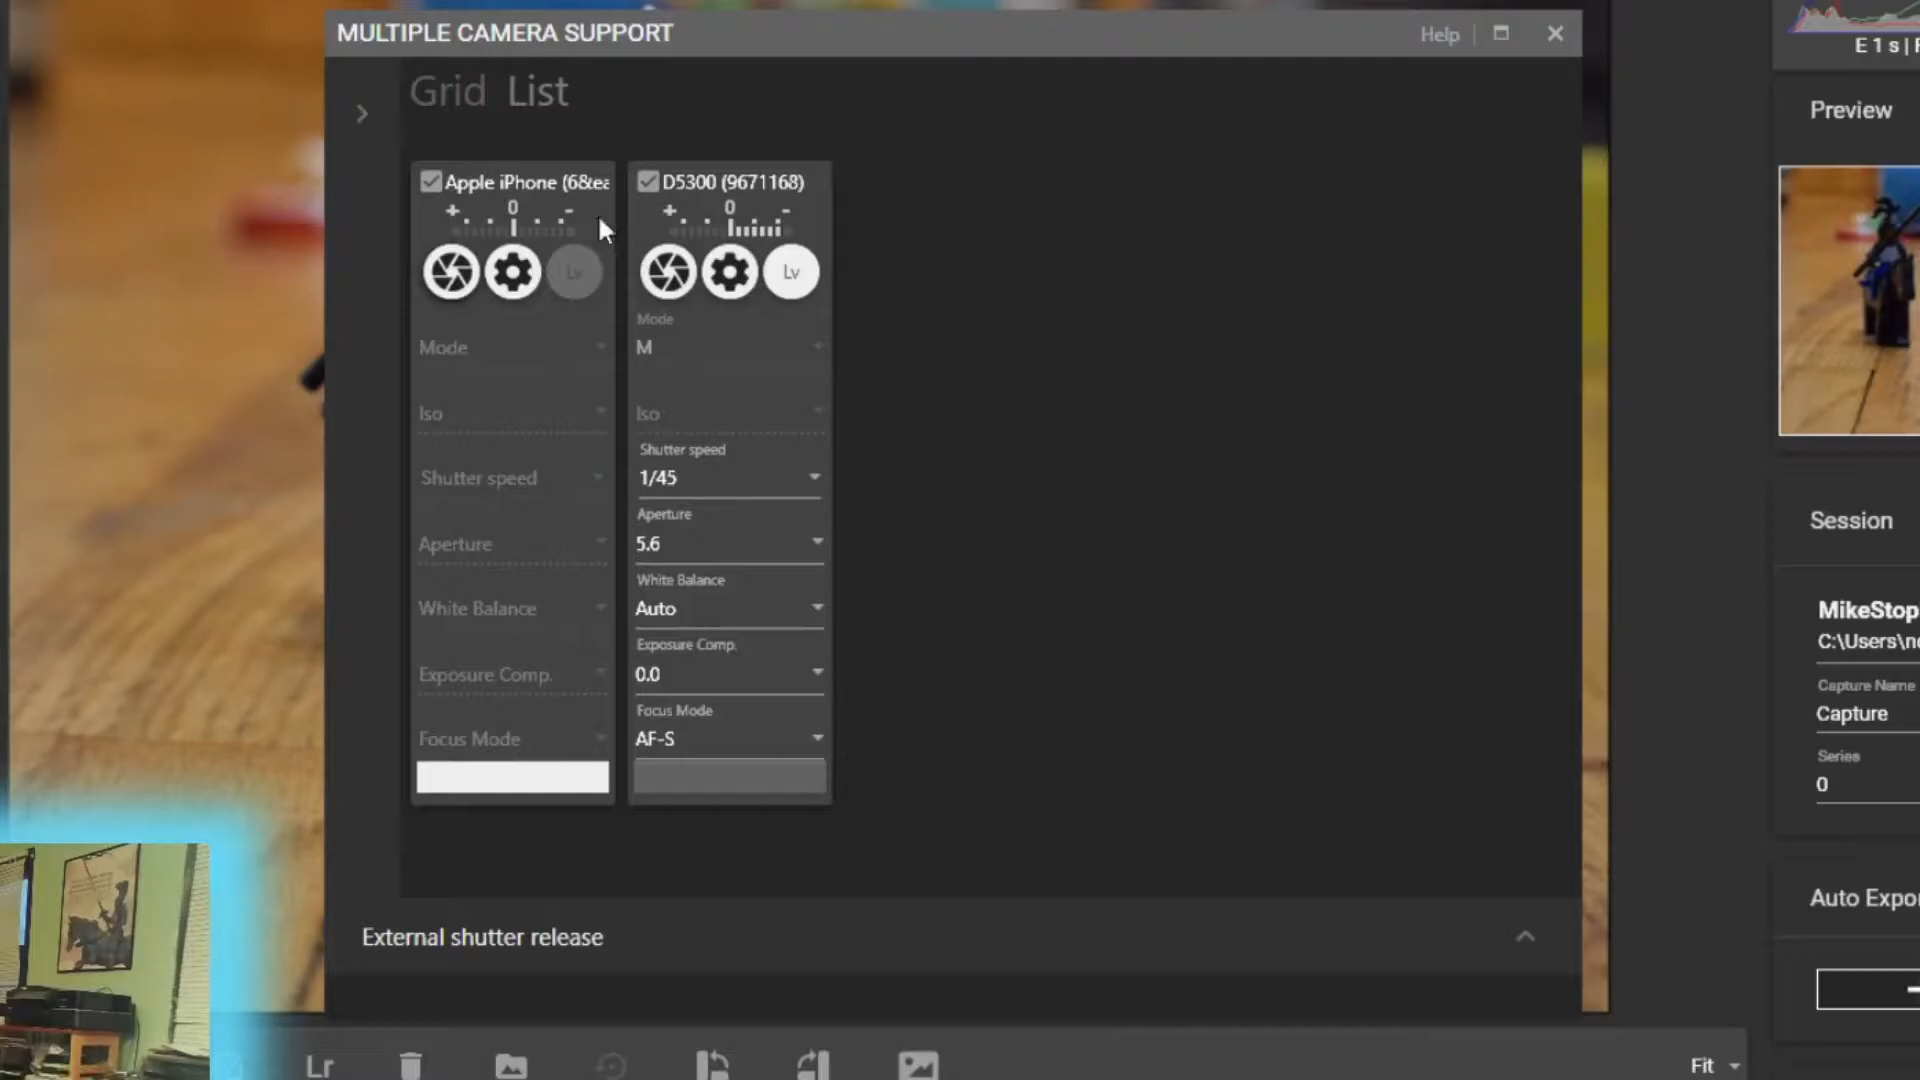 MULTIPLE CAMERA SUPPORT
Help
Grid List
Apple iPhone (6&ea
+ 0 -
Lv
Mode
Iso
Shutter speed
Aperture
White Balance
Exposure Comp.
Focus Mode
D5300 (9671168)
+ 0 -
Lv
Mode
M
Iso
Shutter speed
1/45
Aperture
5.6
White Balance
Auto
Exposure Comp.
0.0
Focus Mode
AF-S
External shutter release
E 1 s |
Preview
Session
MikeStop
C:\Users\n
Capture Name
Capture
Series
0
Auto Expo
Lr
Fit